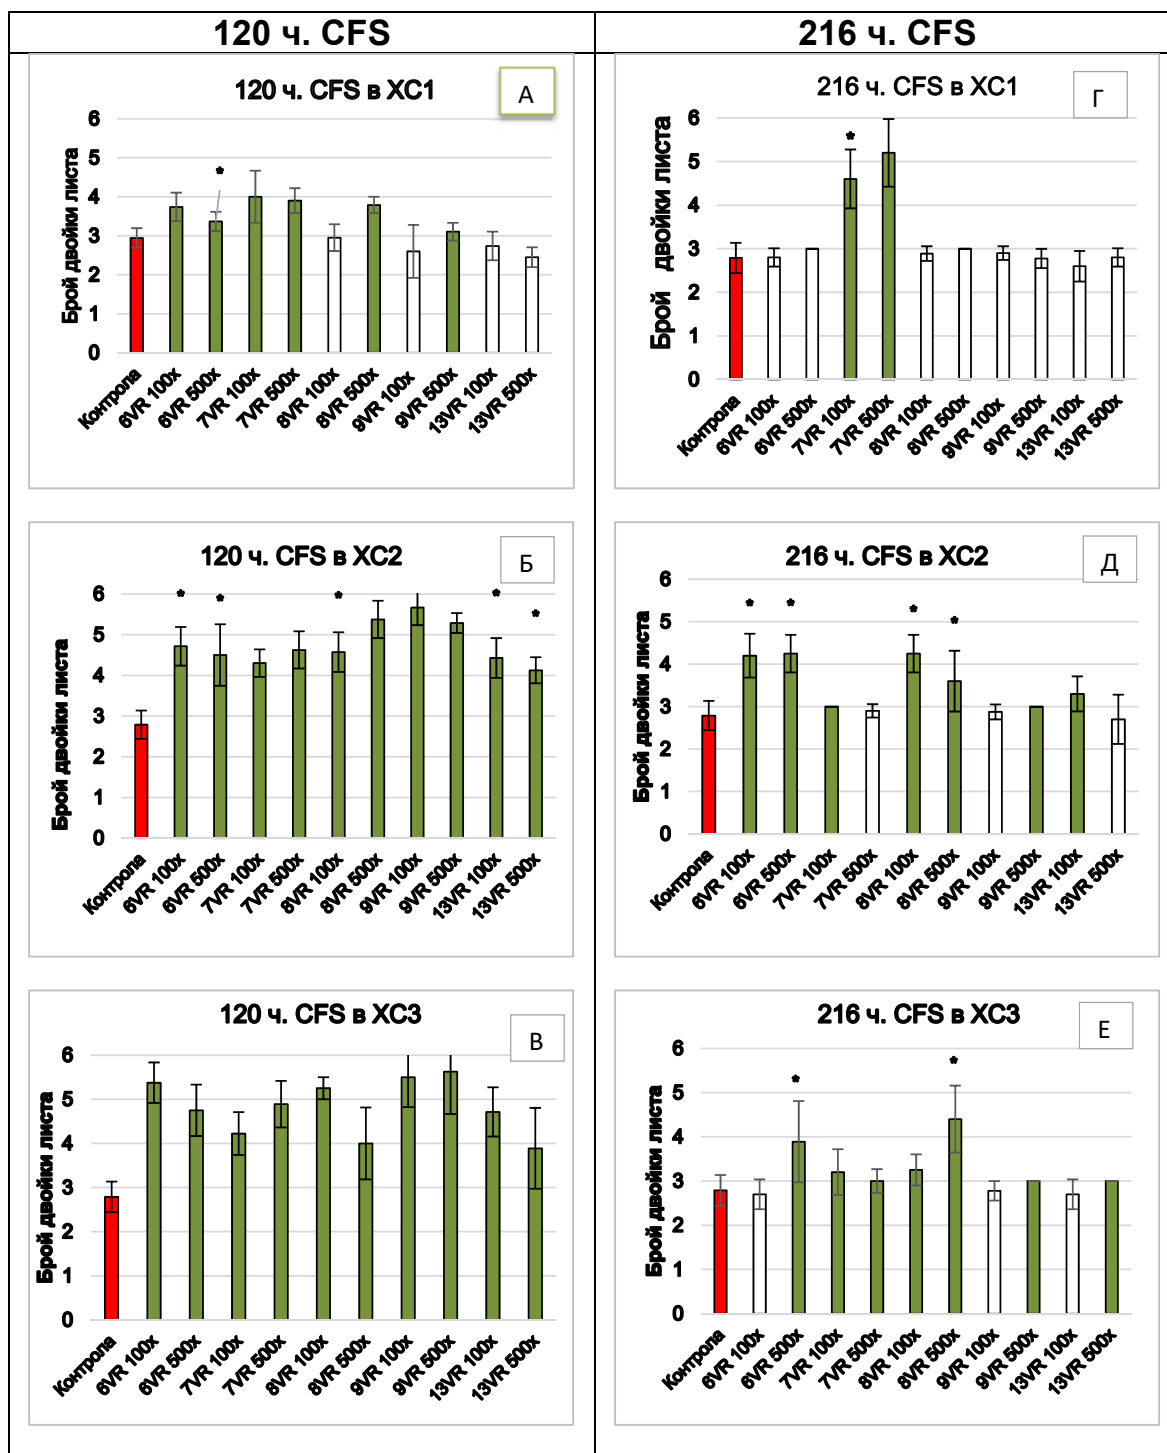 120 ч. CFS
216 ч. CFS
120 ч. CFS в ХС1
А
Брой двойки листа
6
5
4
3
2
1
0
*
Контрола
6VR 100x
6VR 500x
7VR 100x
7VR 500x
8VR 100x
8VR 500x
9VR 100x
9VR 500x
13VR 100x
13VR 500x
216 ч. CFS в ХС1
Г
Брой двойки листа
6
5
4
3
2
1
0
*
Контрола
6VR 100x
6VR 500x
7VR 100x
7VR 500x
8VR 100x
8VR 500x
9VR 100x
9VR 500x
13VR 100x
13VR 500x
120 ч. CFS в ХС2
Б
Брой двойки листа
6
5
4
3
2
1
0
* * * * *
Контрола
6VR 100x
6VR 500x
7VR 100x
7VR 500x
8VR 100x
8VR 500x
9VR 100x
9VR 500x
13VR 100x
13VR 500x
216 ч. CFS в ХС2
Д
Брой двойки листа
6
5
4
3
2
1
0
* * * *
Контрола
6VR 100x
6VR 500x
7VR 100x
7VR 500x
8VR 100x
8VR 500x
9VR 100x
9VR 500x
13VR 100x
13VR 500x
120 ч. CFS в ХС3
В
Брой двойки листа
6
5
4
3
2
1
0
Контрола
6VR 100x
6VR 500x
7VR 100x
7VR 500x
8VR 100x
8VR 500x
9VR 100x
9VR 500x
13VR 100x
13VR 500x
216 ч. CFS в ХС3
Е
Брой двойки листа
6
5
4
3
2
1
0
* *
Контрола
6VR 100x
6VR 500x
7VR 100x
7VR 500x
8VR 100x
8VR 500x
9VR 100x
9VR 500x
13VR 100x
13VR 500x